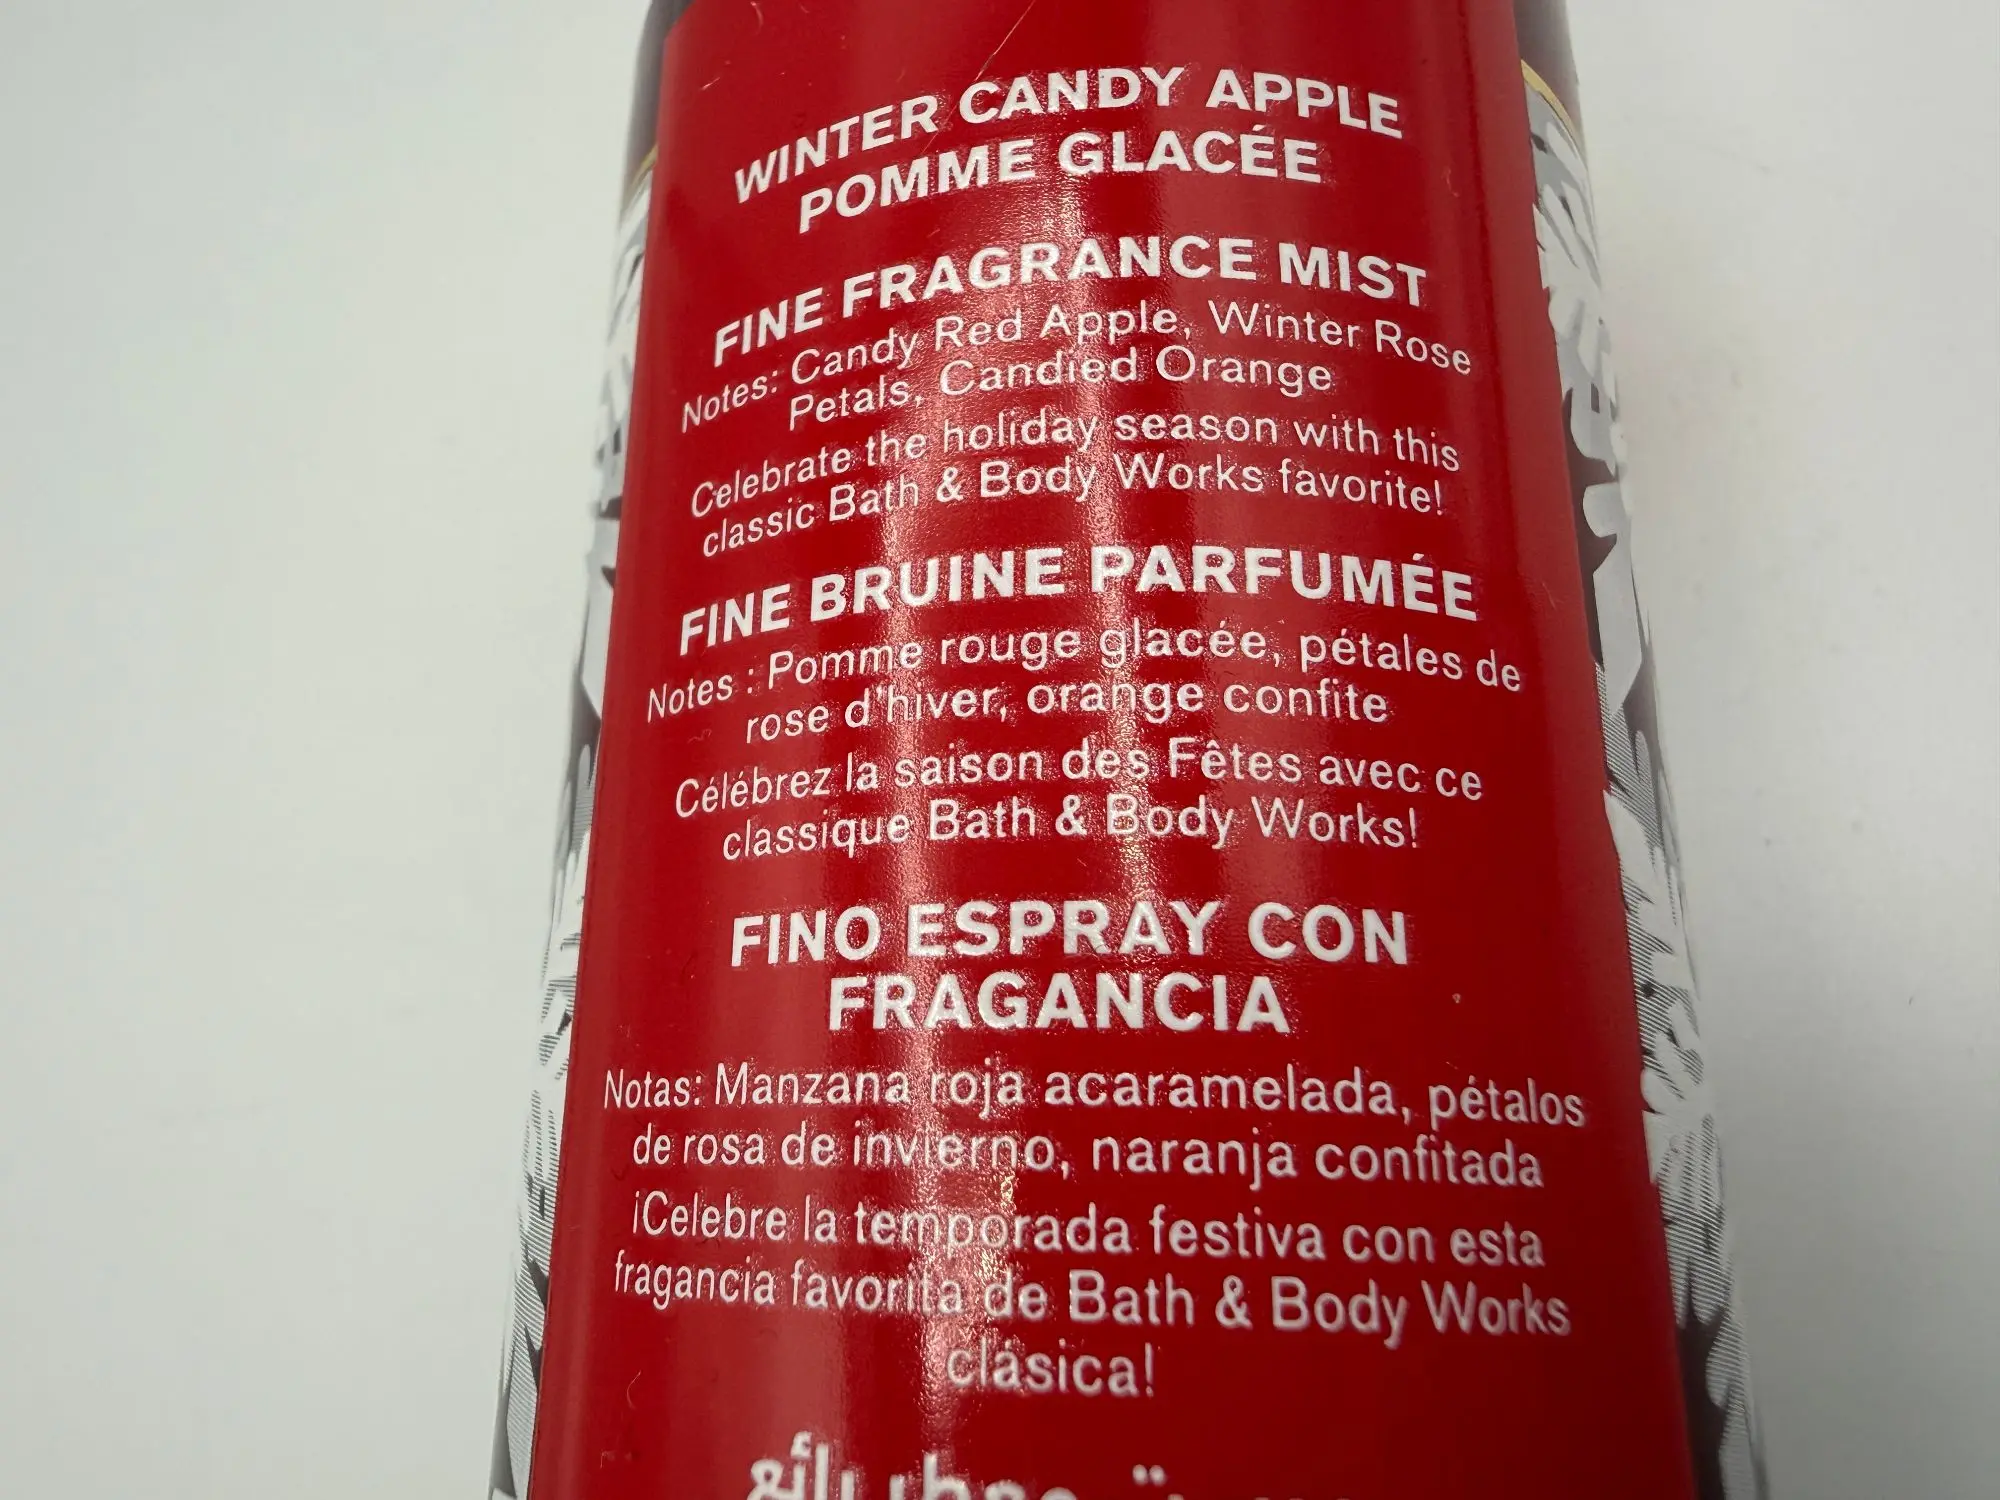 WINTER CANDY APPLE
POMME GLACÉE
FINE FRAGRANCE MIST
Notes: Candy Red Apple, Winter Rose
Petals, Candied Orange
Celebrate the holiday season with this
classic Bath & Body Works favorite!
FINE BRUINE PARFUMÉE
Notes : Pomme rouge glacée, pétales de
rose d'hiver, orange confite
Célébrez la saison des Fêtes avec ce
classique Bath & Body Works!
FINO ESPRAY CON
FRAGANCIA
Notas: Manzana roja acaramelada, pétalos
de rosa de invierno, naranja confitada
¡Celebre la temporada festiva con esta
fragancia favorita de Bath & Body Works
clásica!